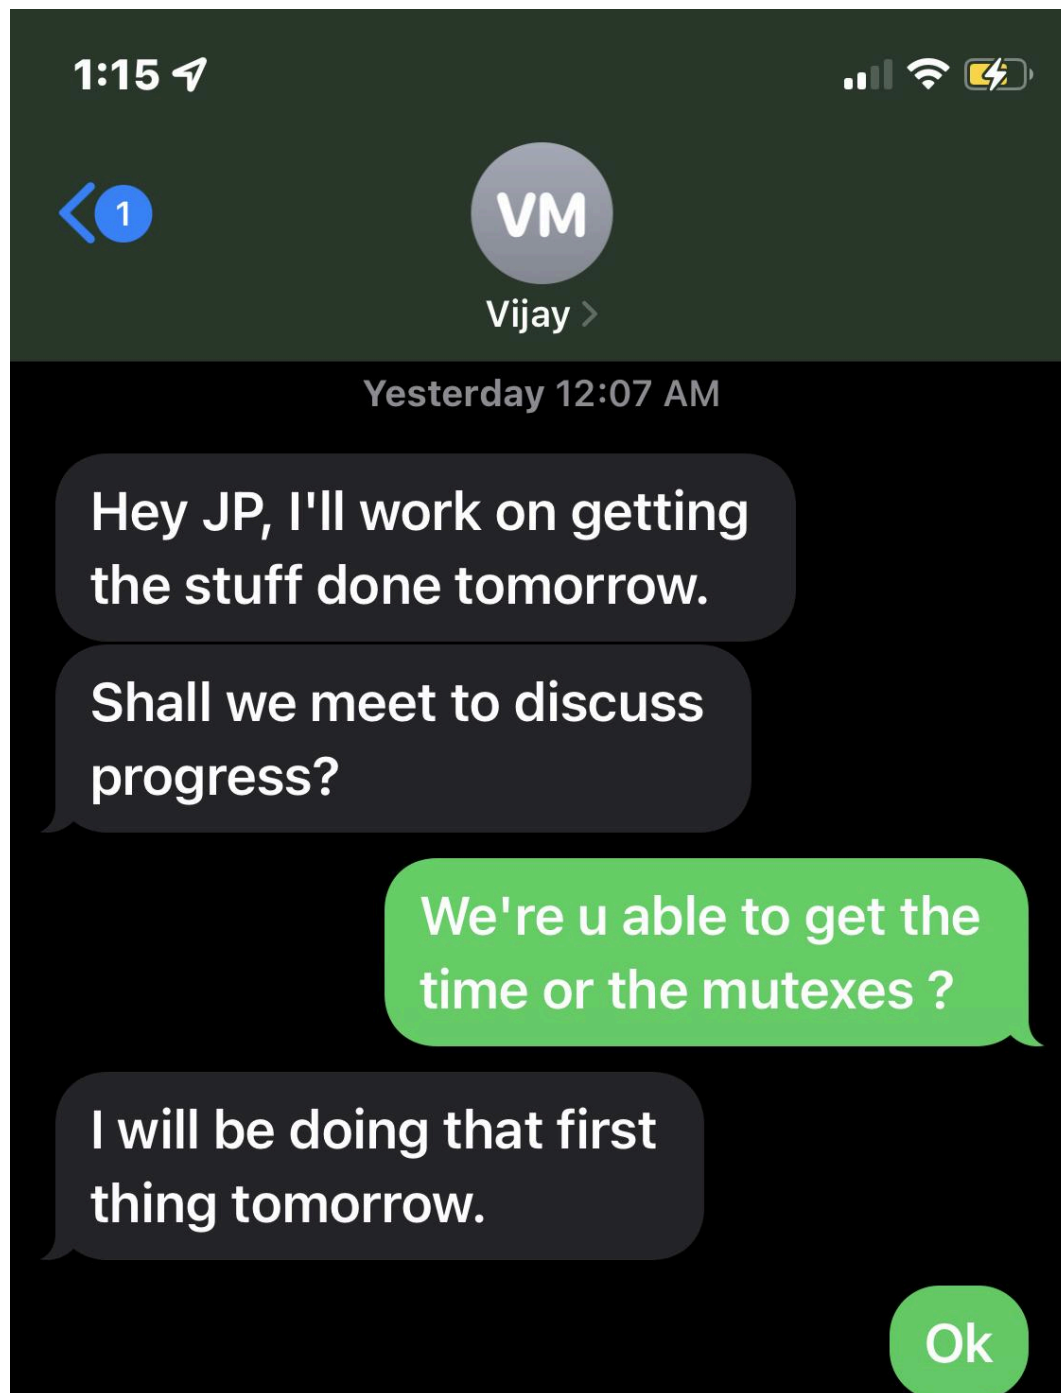 1:15
1
VM
Vijay
Yesterday 12:07 AM
Hey JP, I'll work on getting
the stuff done tomorrow.
Shall we meet to discuss
progress?
We're u able to get the
time or the mutexes ?
I will be doing that first
thing tomorrow.
Ok